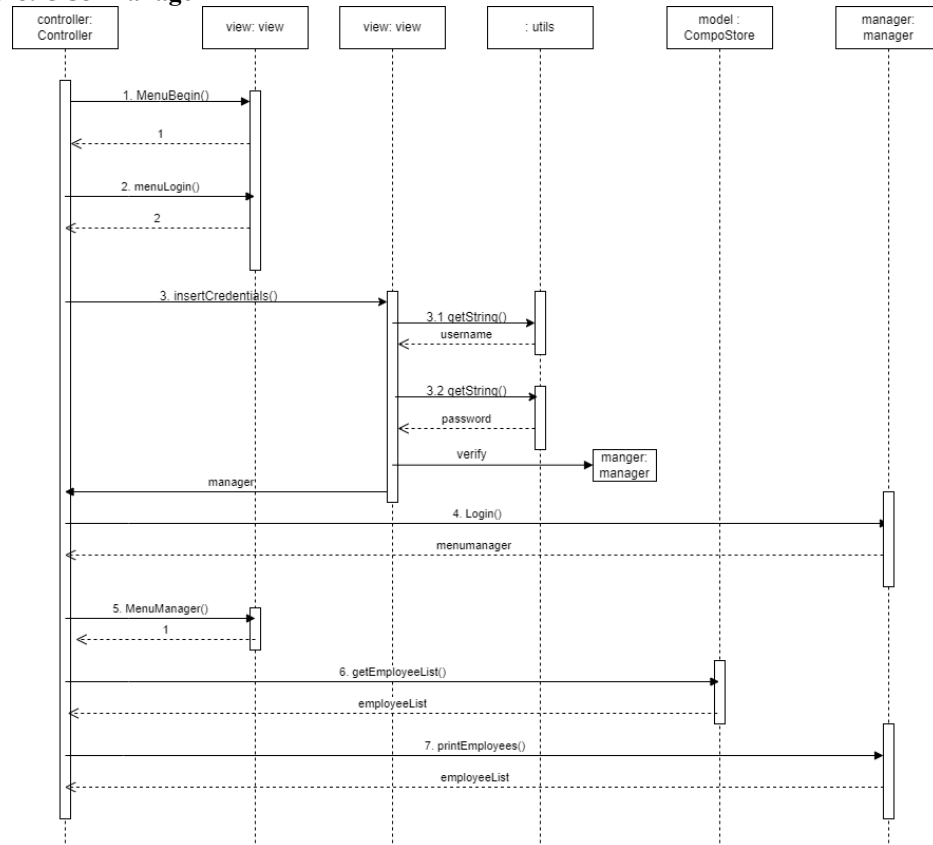 controller:
Controller
view: view
view: view
: utils
model :
CompoStore
manager:
manager
1. MenuBegin()
1
2. menuLogin()
2
3. insertCredentials()
3.1 getString()
username
3.2 getString()
password
verify
manger:
manager
manager
4. Login()
menumanager
5. MenuManager()
1
6. getEmployeeList()
employeeList
7. printEmployees()
employeeList